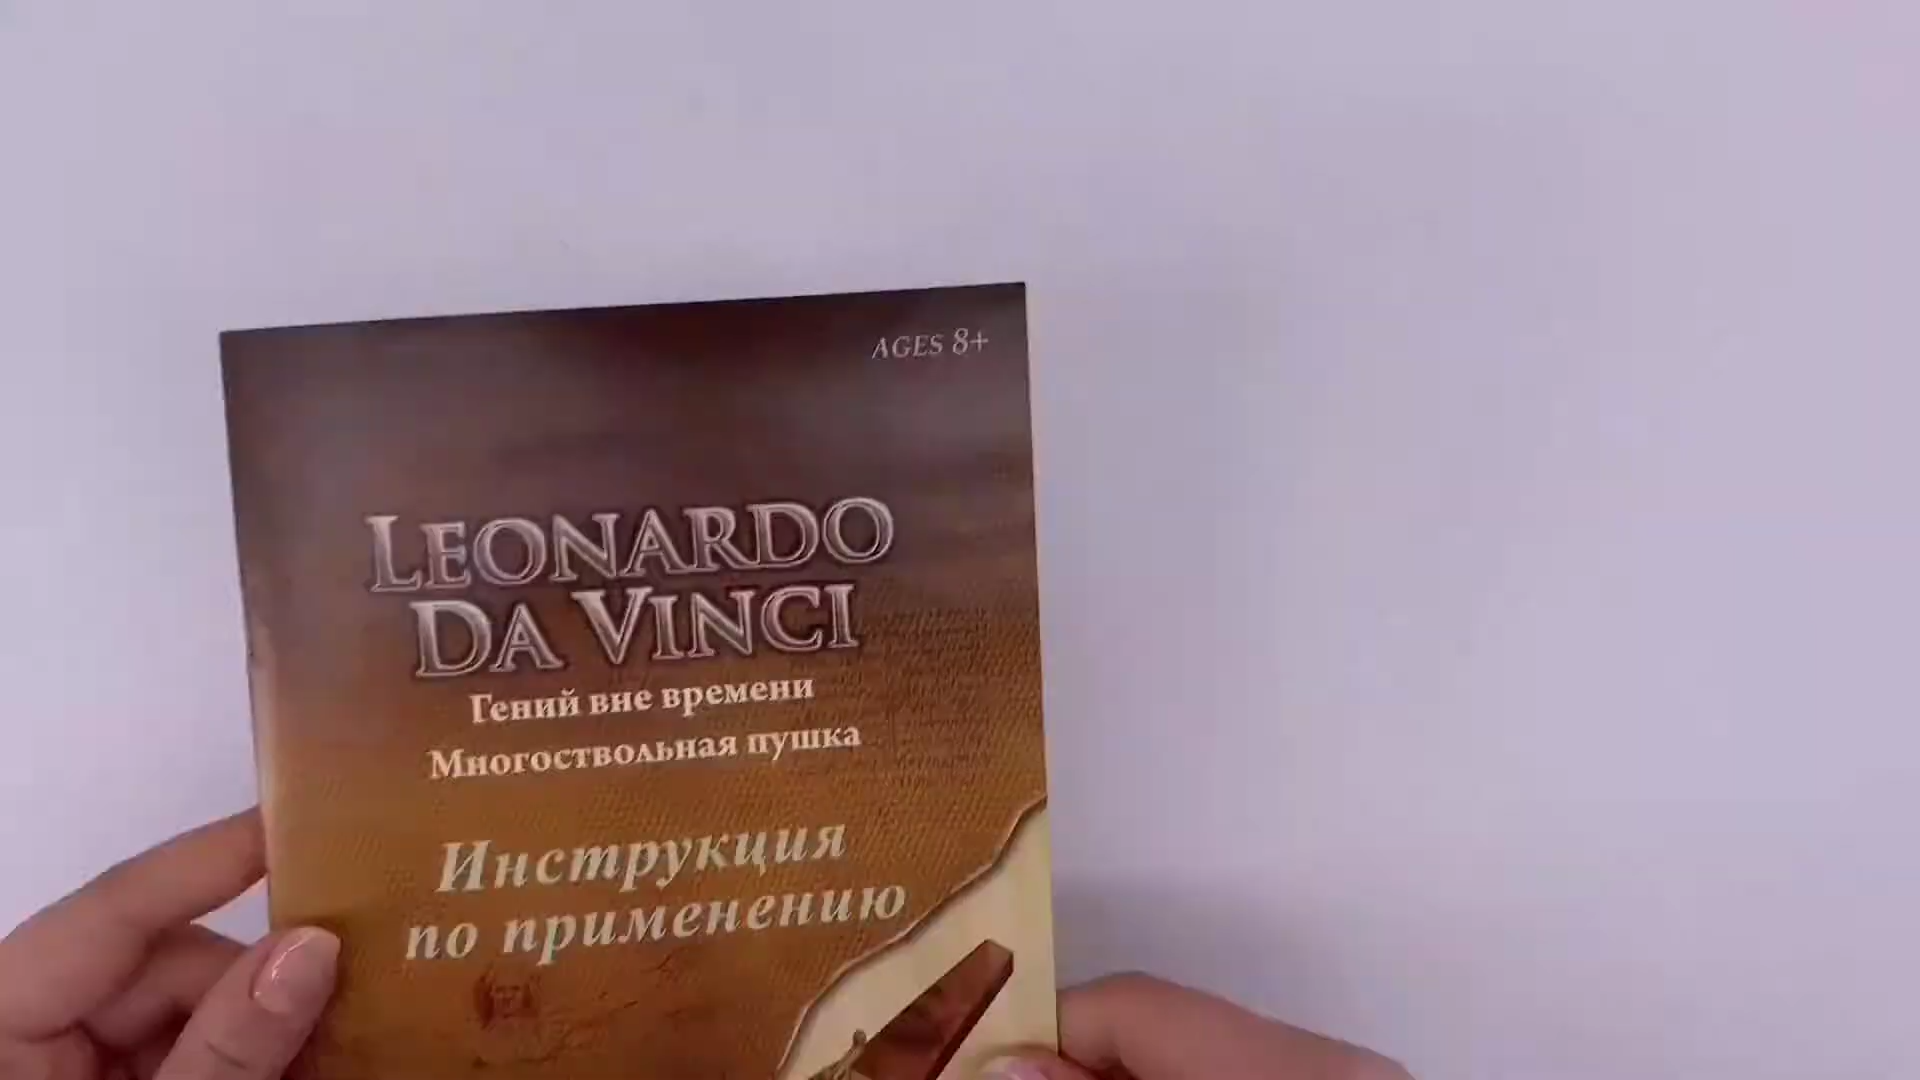 AGES 8+
LEONARDO
DA VINCI
Гений вне времени
Многоствольная пушка
Инструкция
по применению